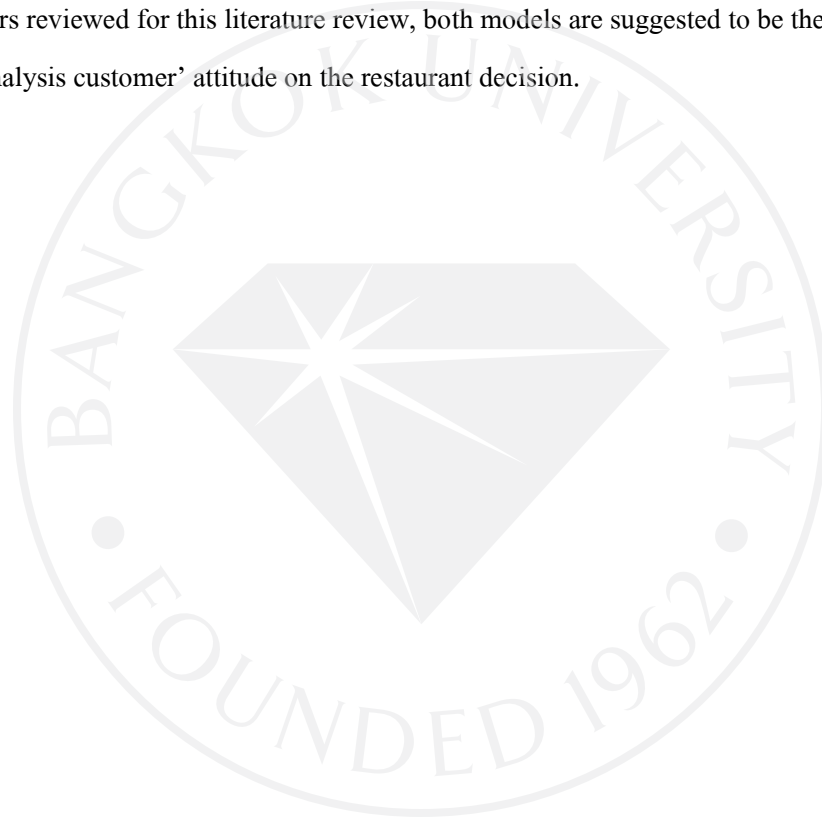 rs reviewed for this literature review, both models are suggested to be the
alysis customer’ attitude on the restaurant decision.
BANGKOK UNIVERSITY
FOUNDED 1962